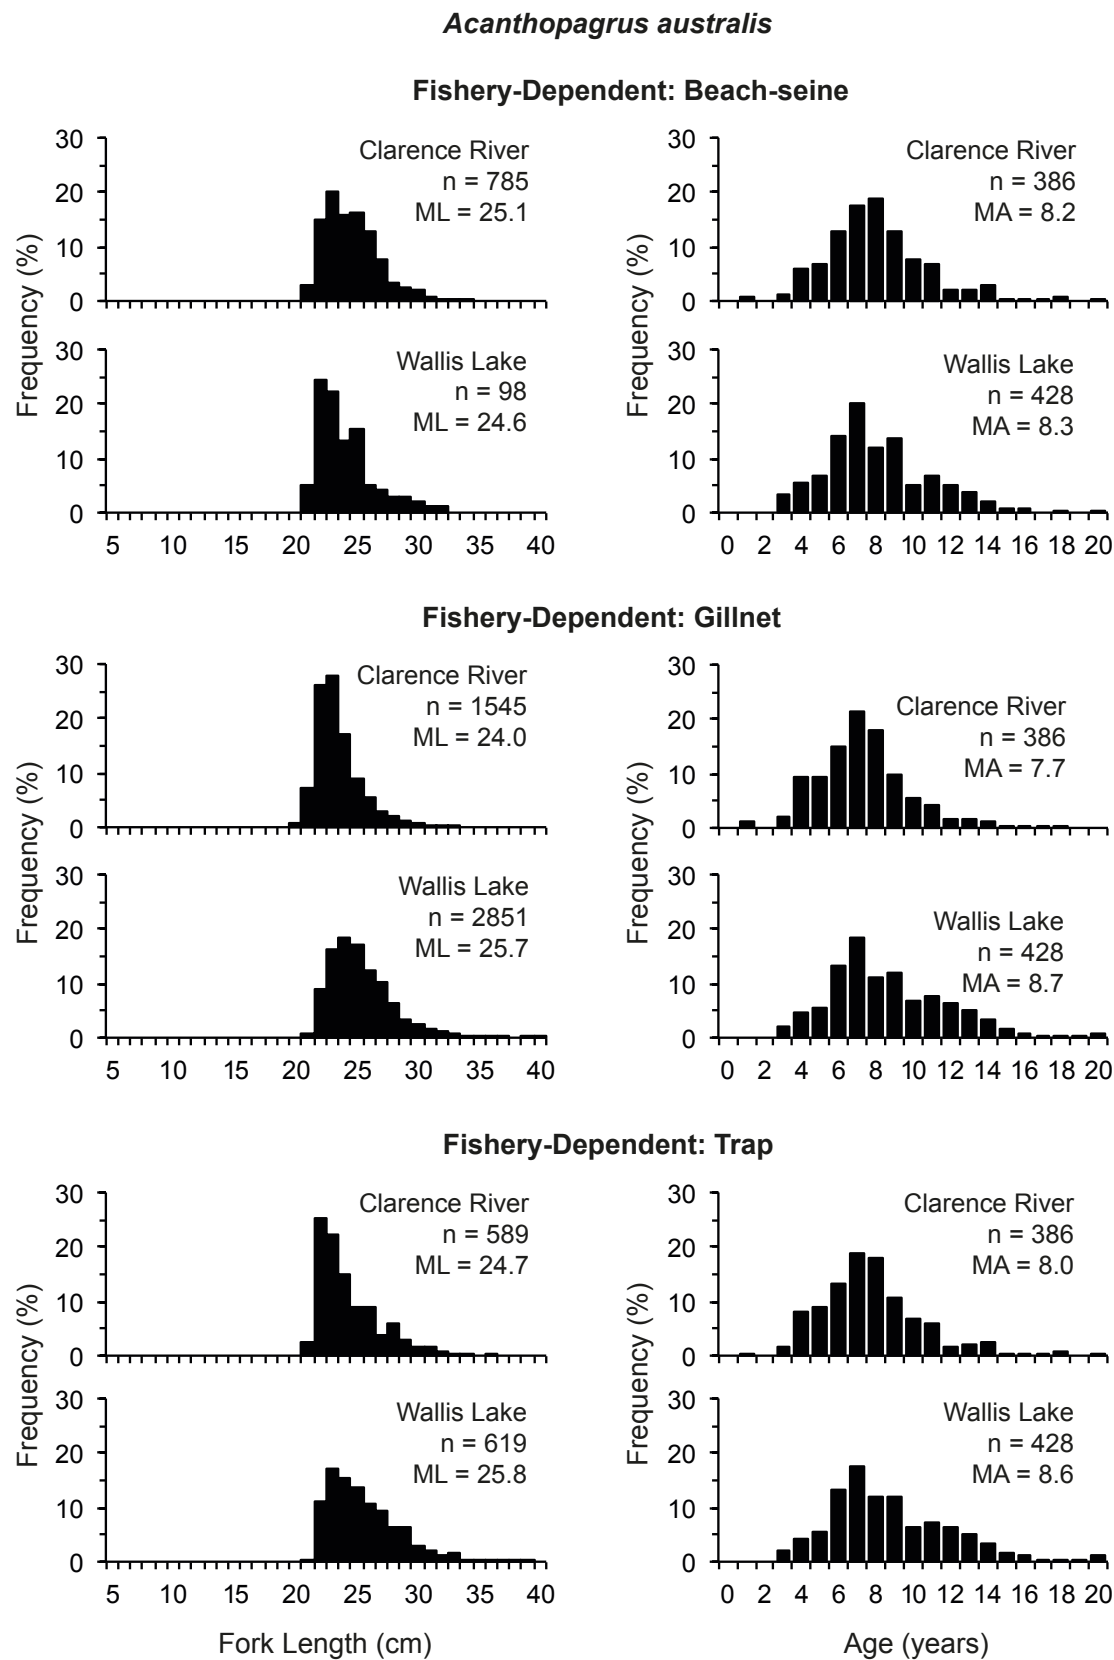 Acanthopagrus australis
Fishery-Dependent: Beach-seine
Frequency (%)
30
20
10
0
Clarence River
n = 785
ML = 25.1
30
20
10
0
Wallis Lake
n = 98
ML = 24.6
5 10 15 20 25 30 35 40
Frequency (%)
30
20
10
0
Clarence River
n = 386
MA = 8.2
30
20
10
0
Wallis Lake
n = 428
MA = 8.3
0 2 4 6 8 10 12 14 16 18 20
Fishery-Dependent: Gillnet
Frequency (%)
30
20
10
0
Clarence River
n = 1545
ML = 24.0
30
20
10
0
Wallis Lake
n = 2851
ML = 25.7
5 10 15 20 25 30 35 40
Frequency (%)
30
20
10
0
Clarence River
n = 386
MA = 7.7
30
20
10
0
Wallis Lake
n = 428
MA = 8.7
0 2 4 6 8 10 12 14 16 18 20
Fishery-Dependent: Trap
Frequency (%)
30
20
10
0
Clarence River
n = 589
ML = 24.7
30
20
10
0
Wallis Lake
n = 619
ML = 25.8
5 10 15 20 25 30 35 40
Fork Length (cm)
Frequency (%)
30
20
10
0
Clarence River
n = 386
MA = 8.0
30
20
10
0
Wallis Lake
n = 428
MA = 8.6
0 2 4 6 8 10 12 14 16 18 20
Age (years)